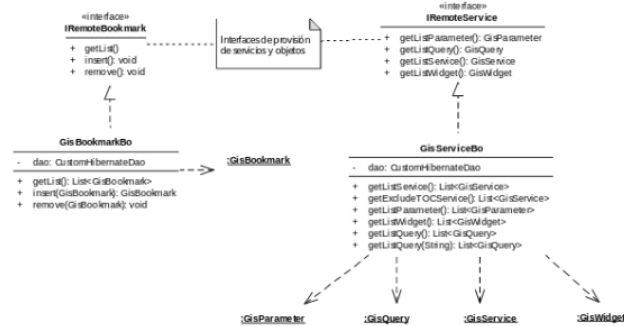 «interface»
IRemoteBookmark
+ getList()
+ insert(): void
+ remove(): void
Interfaces de provisión
de servicios y objetos
«interface»
IRemoteService
+ getListParameter(): GisParameter
+ getListQuery(): GisQuery
+ getListService(): GisService
+ getListWidget(): GisWidget
GisBookmarkBo
- dao: CustomHibernateDao
+ getList(): List<GisBookmark>
+ insert(GisBookmark): GisBookmark
+ remove(GisBookmark): void
:GisBookmark
GisServiceBo
- dao: CustomHibernateDao
+ getListService(): List<GisService>
+ getExcludeTOCService(): List<GisService>
+ getListParameter(): List<GisParameter>
+ getListWidget(): List<GisWidget>
+ getListQuery(): List<GisQuery>
+ getListQuery(String): List<GisQuery>
:GisParameter
:GisQuery
:GisService
:GisWidget